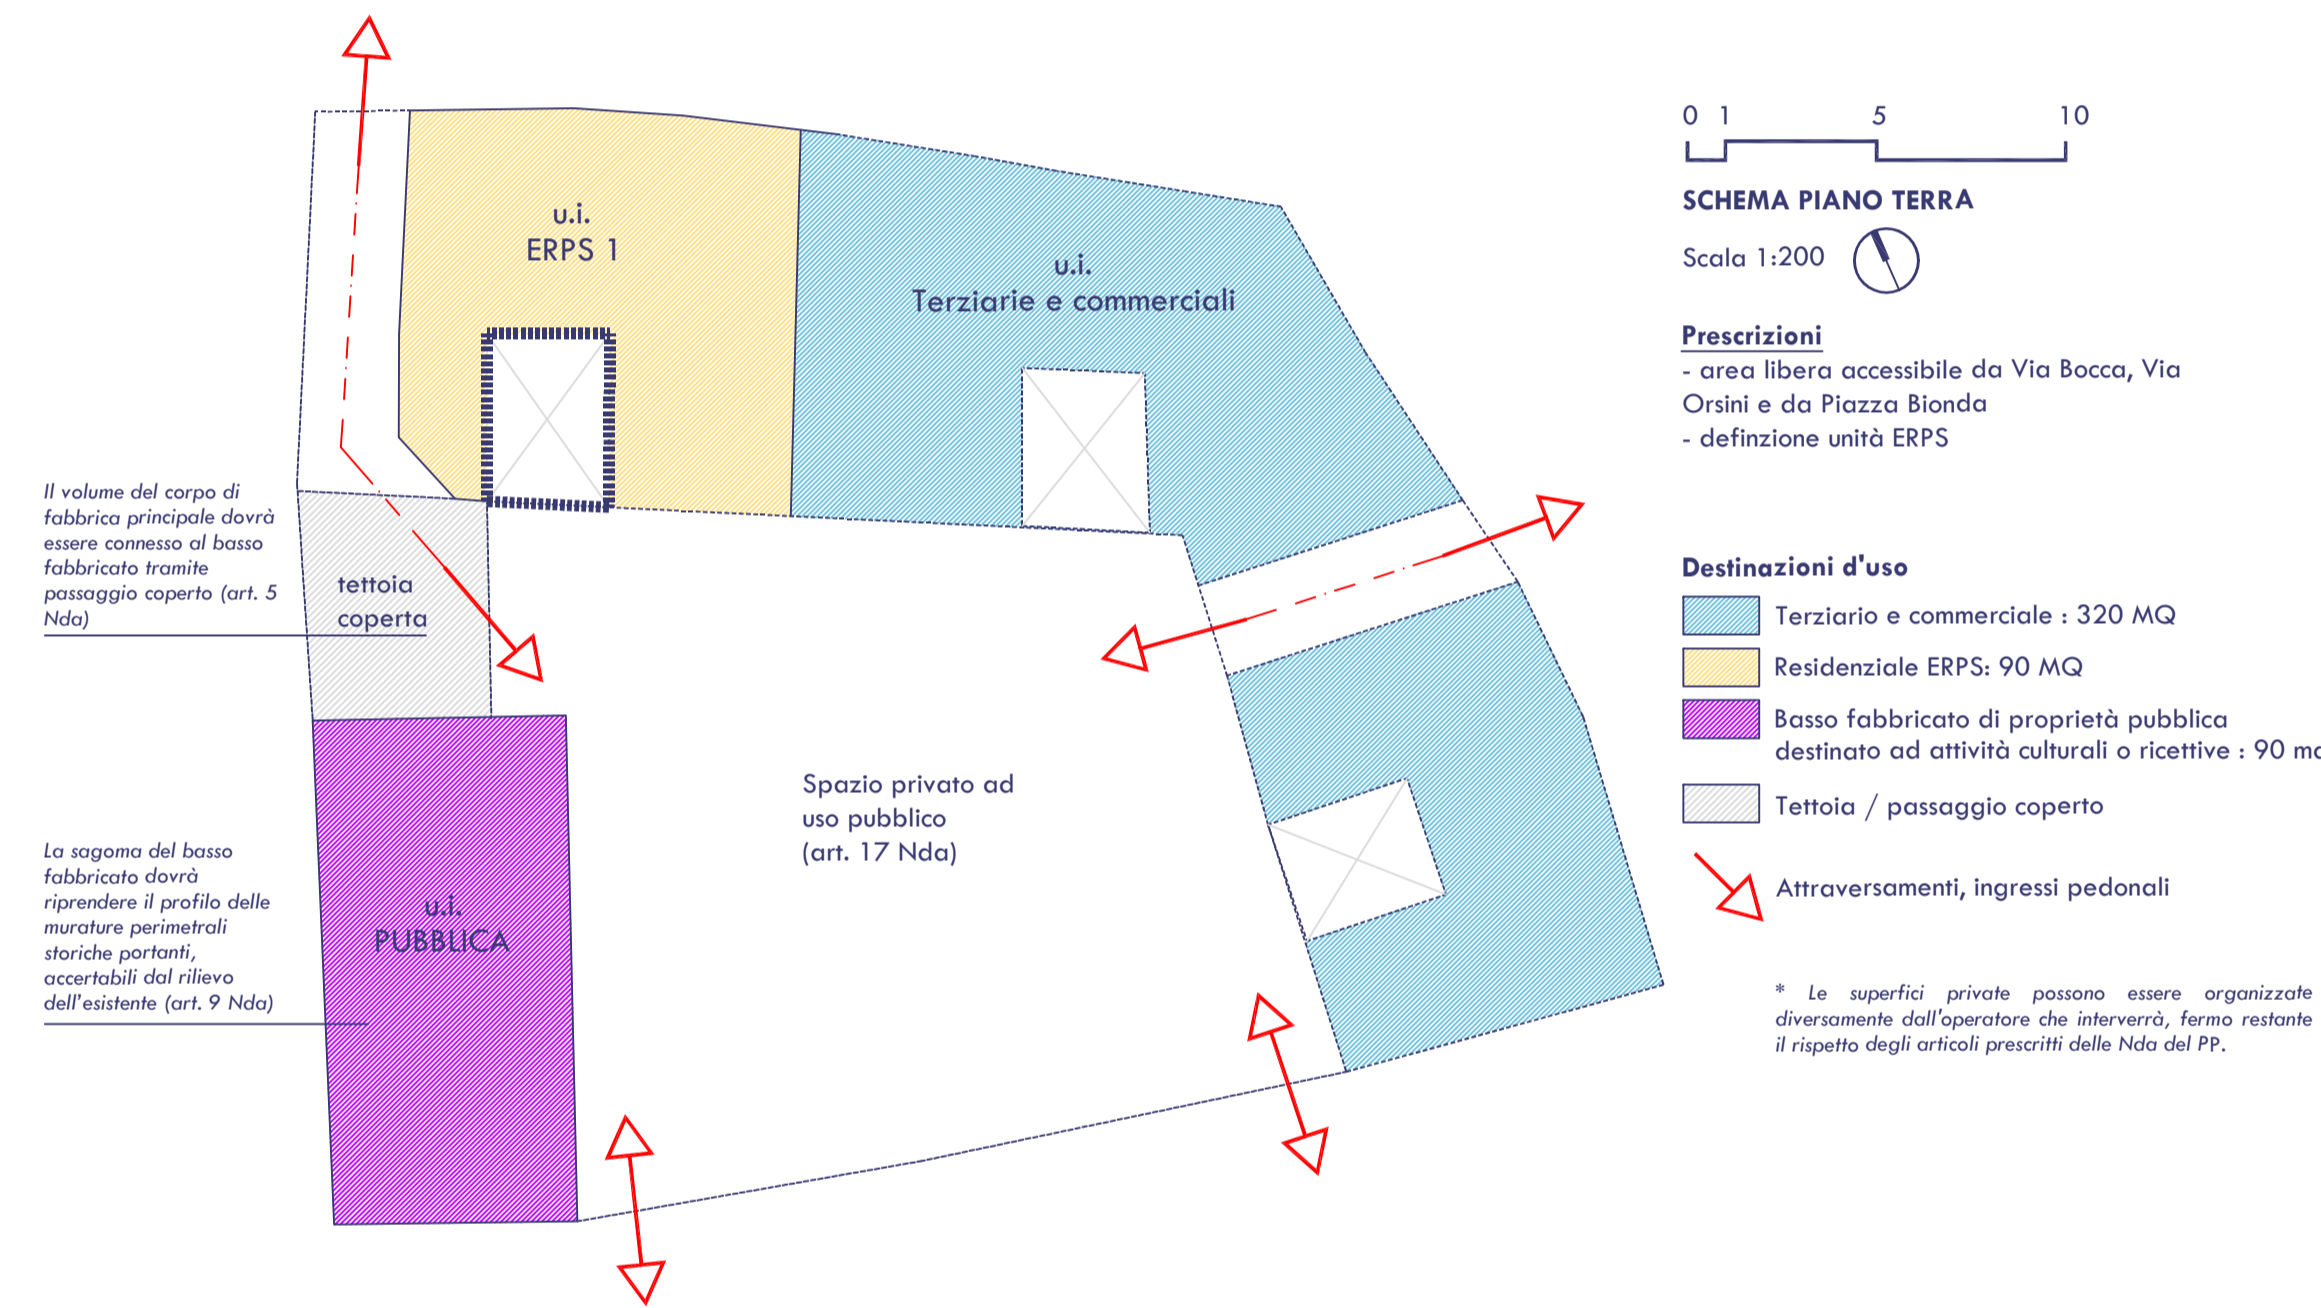 u.i.
ERPS 1
u.i.
Terziarie e commerciali
Il volume del corpo di
fabbrica principale dovrà
essere connesso al basso
fabbricato tramite
passaggio coperto (art. 5
Nda)
tettoia
coperta
La sagoma del basso
fabbricato dovrà
riprendere il profilo delle
murature perimetrali
storiche portanti,
accertabili dal rilievo
dell'esistente (art. 9 Nda)
u.i.
PUBBLICA
Spazio privato ad
uso pubblico
(art. 17 Nda)
0 1 5 10
SCHEMA PIANO TERRA
Scala 1:200
Prescrizioni
- area libera accessibile da Via Bocca, Via
Orsini e da Piazza Bionda
- definzione unità ERPS
Destinazioni d'uso
Terziario e commerciale : 320 MQ
Residenziale ERPS: 90 MQ
Basso fabbricato di proprietà pubblica
destinato ad attività culturali o ricettive : 90
Tettoia / passaggio coperto
Attraversamenti, ingressi pedonali
* Le superfici private possono essere organizzate
diversamente dall'operatore che interverrà, fermo restante
il rispetto degli articoli prescritti delle Nda del PP.